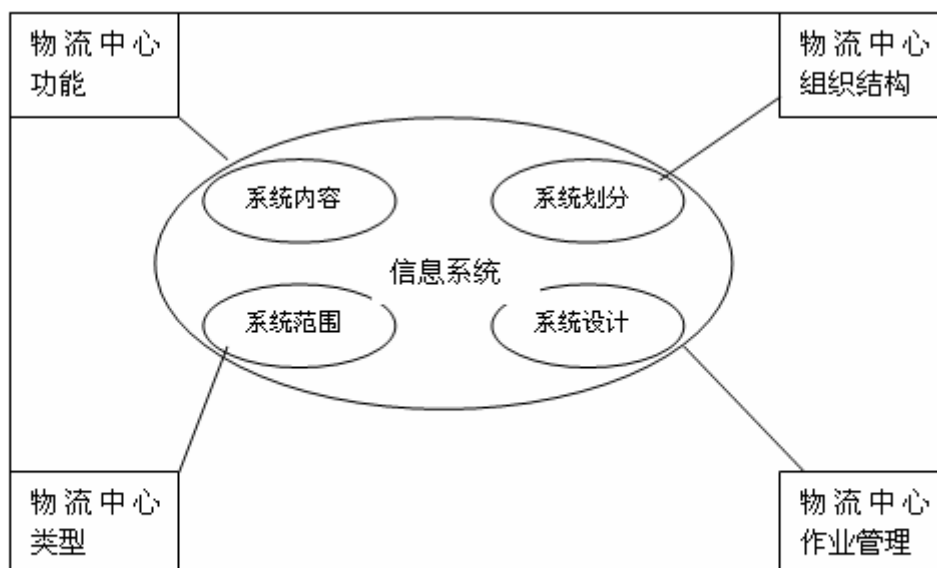 物流中心
功能
物流中心
组织结构
系统内容
系统划分
信息系统
系统范围
系统设计
物流中心
类型
物流中心
作业管理